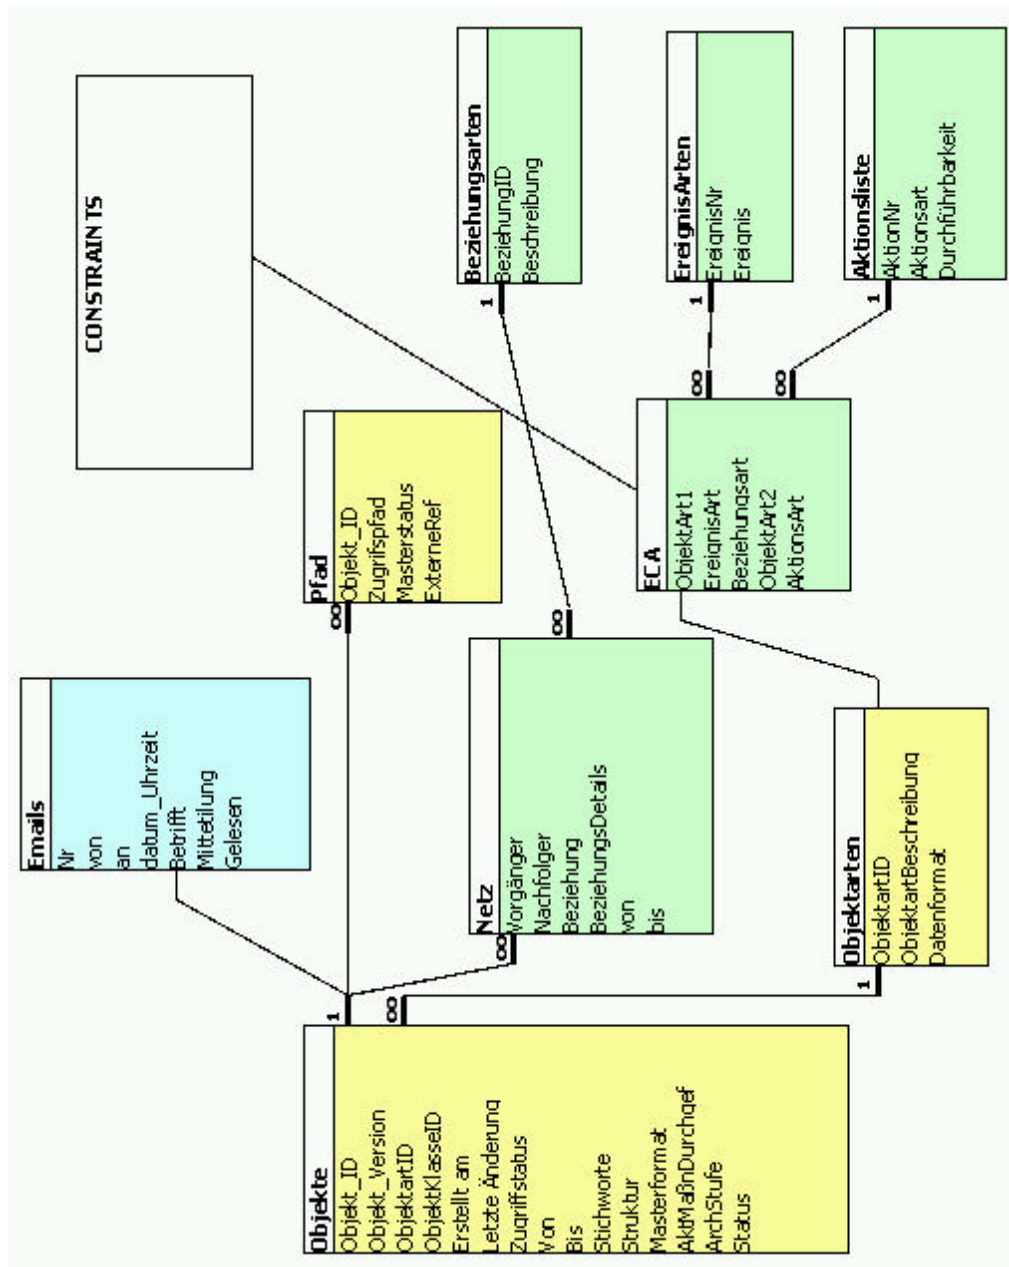 CONSTRAINTS
Beziehungsarten
BeziehungID
Beschreibung
1
EreignisArten
EreignisNr
Ereignis
1
Aktionsliste
AktionNr
Aktionsart
Durchführbarkeit
1
Pfad
Objekt_ID
Zugrifspfad
Masterstatus
ExterneRef
∞
ECA
ObjektArt1
EreignisArt
Beziehungsart
ObjektArt2
AktionsArt
∞
∞
Emails
Nr
von
an
datum_Uhrzeit
Betrifft
Mittetilung
Gelesen
Netz
Vorgänger
Nachfolger
Beziehung
BeziehungsDetails
von
bis
∞
∞
Objektarten
ObjektartID
ObjektartBeschreibung
Datenformat
1
Objekte
Objekt_ID
Objekt_Version
ObjektartID
ObjektKlasseID
Erstellt am
Letzte Änderung
Zugriffstatus
Von
Bis
Stichworte
Struktur
Masterformat
AktMaßnDurchgef
ArchStufe
Status
1
∞